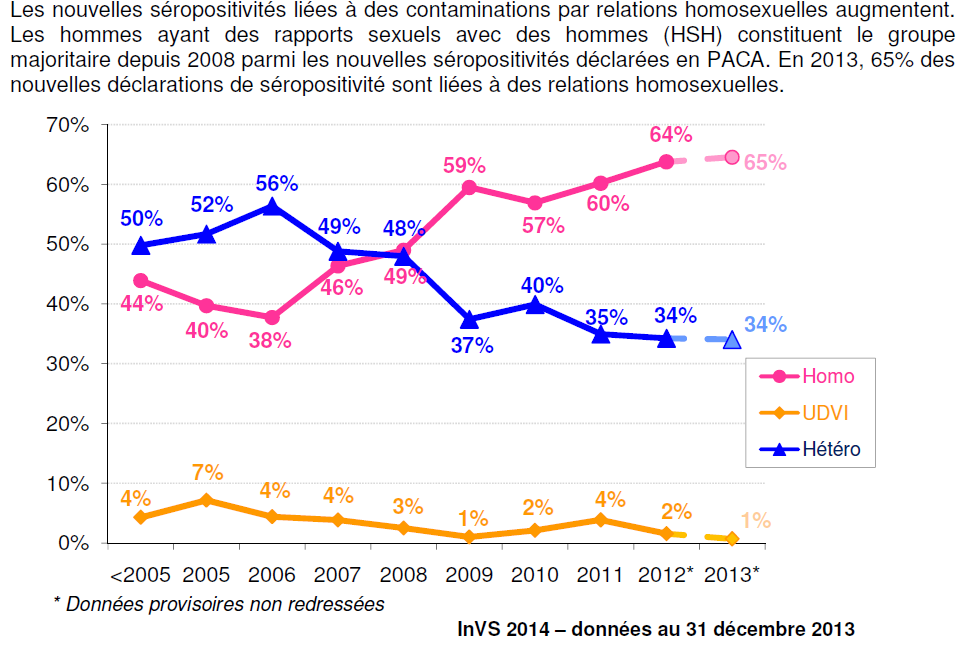 Les nouvelles séropositivités liées à des contaminations par relations homosexuelles augmentent.
Les hommes ayant des rapports sexuels avec des hommes (HSH) constituent le groupe
majoritaire depuis 2008 parmi les nouvelles séropositivités déclarées en PACA. En 2013, 65% des
nouvelles déclarations de séropositivité sont liées à des relations homosexuelles.
70%
60%
50%
40%
30%
20%
10%
0%
50% 52% 56% 49% 48% 37% 40% 35% 34% 34%
44% 40% 38% 46% 49% 59% 57% 60% 64% 65%
4% 7% 4% 4% 3% 1% 2% 4% 2% 1%
Homo
UDVI
Hétéro
<2005 2005 2006 2007 2008 2009 2010 2011 2012* 2013*
* Données provisoires non redressées
InVS 2014 – données au 31 décembre 2013